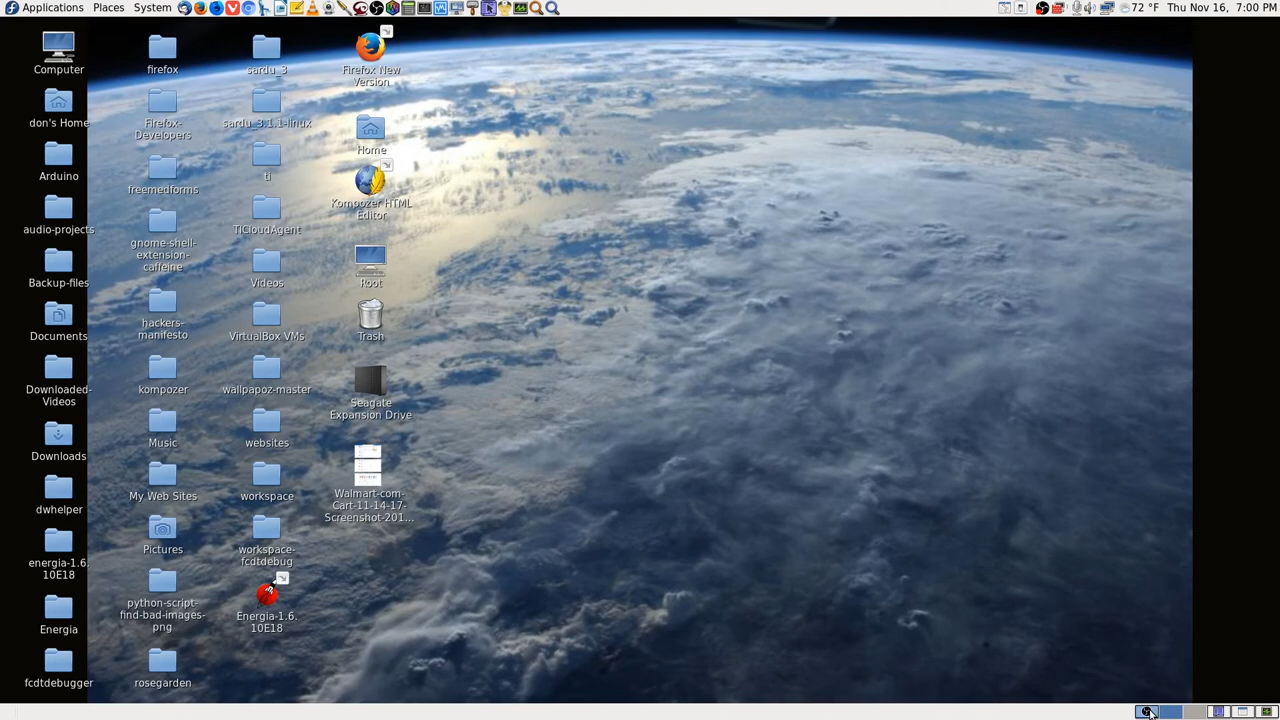 Applications Places System
72 °F Thu Nov 16, 7:00 PM
Computer
don's Home
Arduino
audio-projects
Backup-files
Documents
Downloaded-
Videos
Downloads
dwhelper
energia-1.6.
10E18
Energia
fcdtdebugger
firefox
Firefox-
Developers
freemedforms
gnome-shell-
extension-
caffeine
hackers-
manifesto
kompozer
Music
My Web Sites
Pictures
python-script-
find-bad-images-
png
rosegarden
sardu_3
sardu_3.1.1-linux
ti
TICloudAgent
Videos
VirtualBox VMs
wallpapoz-master
websites
workspace
workspace-
fcdtdebug
Energia-1.6.
10E18
Firefox New
Version
Home
Kompozer HTML
Editor
Root
Trash
Seagate
Expansion Drive
Walmart-com-
Cart-11-14-17-
Screenshot-201...